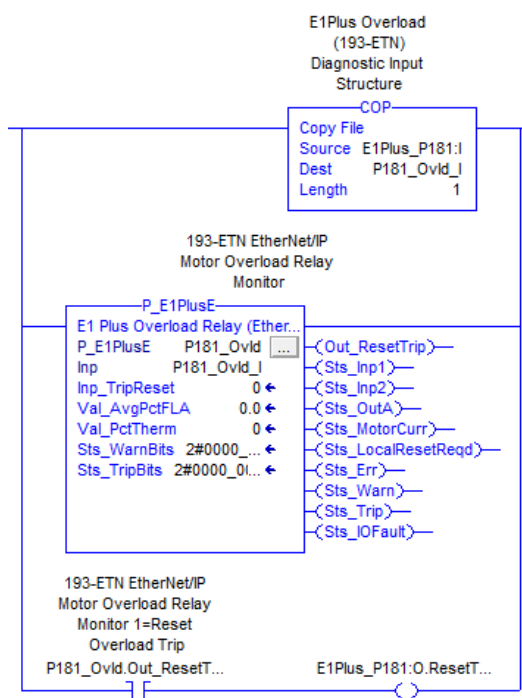 E1Plus Overload
(193-ETN)
Diagnostic Input
Structure
COP
Copy File
Source E1Plus_P181:I
Dest P181_Ovld_I
Length 1
193-ETN EtherNet/IP
Motor Overload Relay
Monitor
P_E1PlusE
E1 Plus Overload Relay (Ether...
P_E1PlusE P181_Ovld ...
(Out_ResetTrip)
Inp P181_Ovld_I
(Sts_Inp1)
Inp_TripReset 0
(Sts_Inp2)
Val_AvgPctFLA 0.0
(Sts_OutA)
Val_PctTherm 0
(Sts_MotorCurr)
Sts_WarnBits 2#0000_...
(Sts_LocalResetReqd)
Sts_TripBits 2#0000_0(...
(Sts_Err)
(Sts_Warn)
(Sts_Trip)
(Sts_IOFault)
193-ETN EtherNet/IP
Motor Overload Relay
Monitor 1=Reset
Overload Trip
P181_Ovld.Out_ResetT...
E1Plus_P181:O.ResetT...